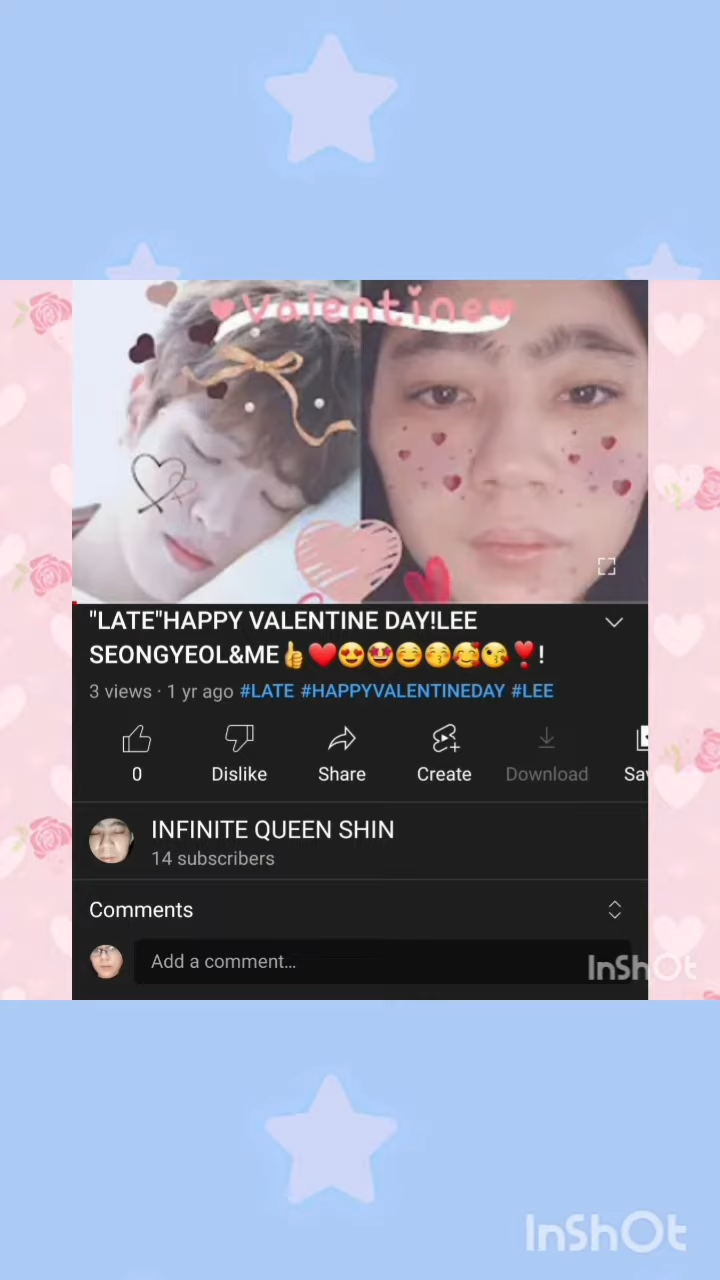 Valentine
"LATE"HAPPY VALENTINE DAY!LEE
SEONGYEOL&ME👍❤️😍🤩☺️😚🥰😘❣️!
3 views · 1 yr ago #LATE #HAPPYVALENTINEDAY #LEE
0 Dislike Share Create Download Sav
INFINITE QUEEN SHIN
14 subscribers
Comments
Add a comment...
InShOt
InShOt